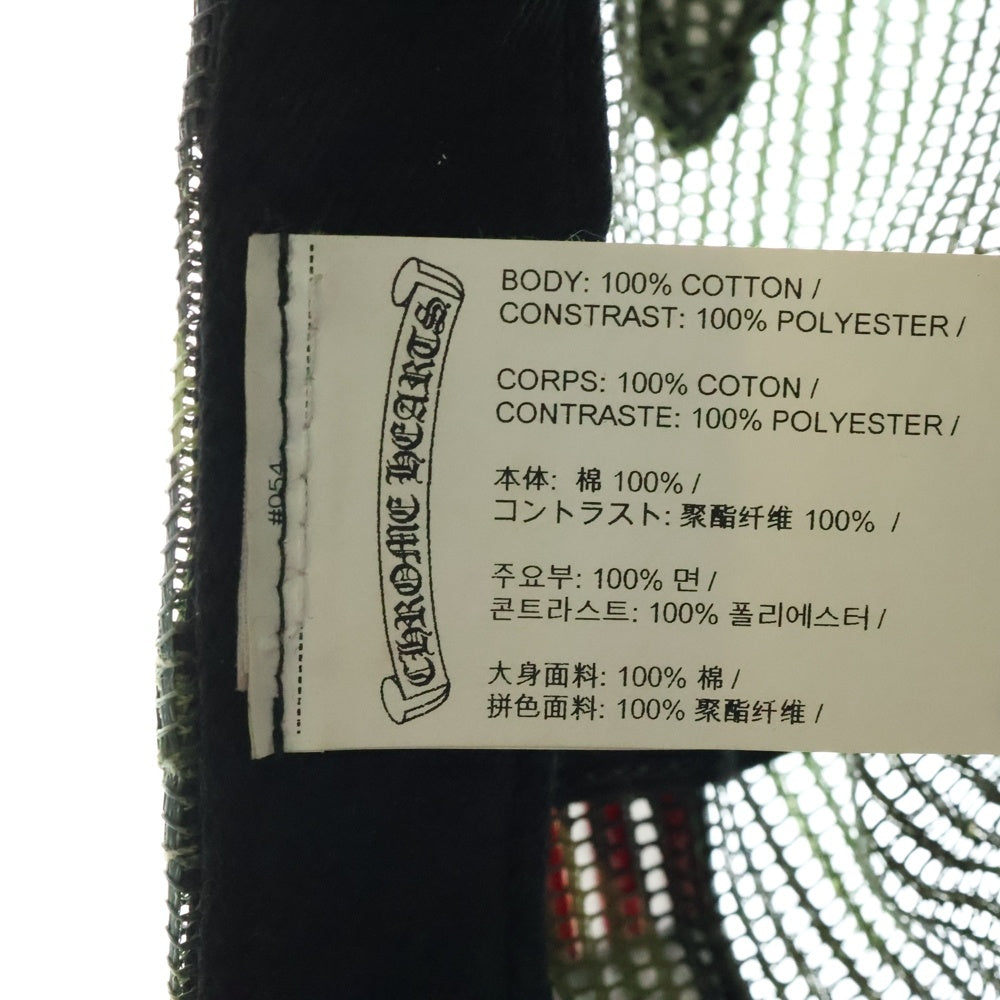 #054
CHROME HEARTS
BODY: 100% COTTON /
CONSTRAST: 100% POLYESTER /
CORPS: 100% COTON /
CONTRASTE: 100% POLYESTER /
本体: 棉 100% /
コントラスト: 聚酯纤维 100% /
주요부: 100% 면 /
콘트라스트: 100% 폴리에스터 /
大身面料: 100% 棉 /
拼色面料: 100% 聚酯纤维 /